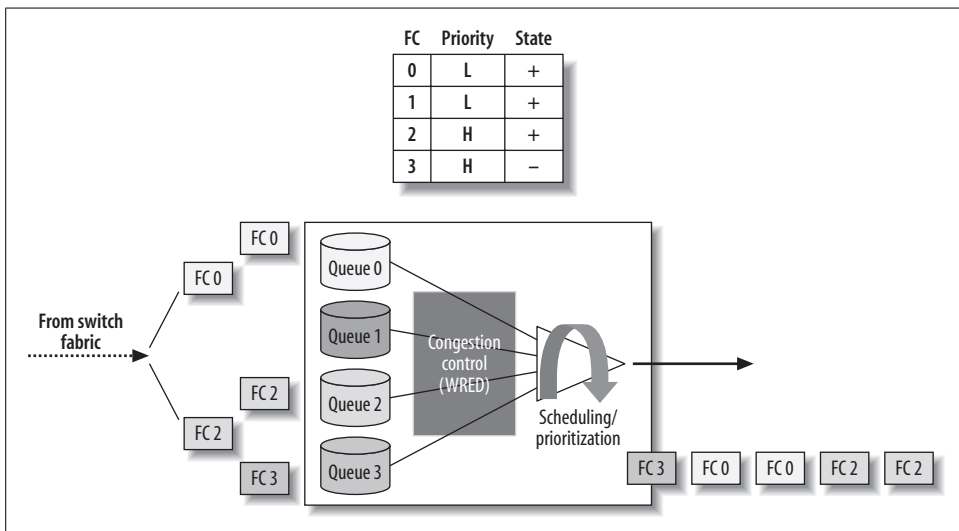 FC Priority State
0 L +
1 L +
2 H +
3 H –
FC 0
FC 0
From switch
fabric
FC 2
FC 2
FC 3
Queue 0
Queue 1
Queue 2
Queue 3
Congestion
control
(WRED)
Scheduling/
prioritization
FC 3 FC 0 FC 0 FC 2 FC 2